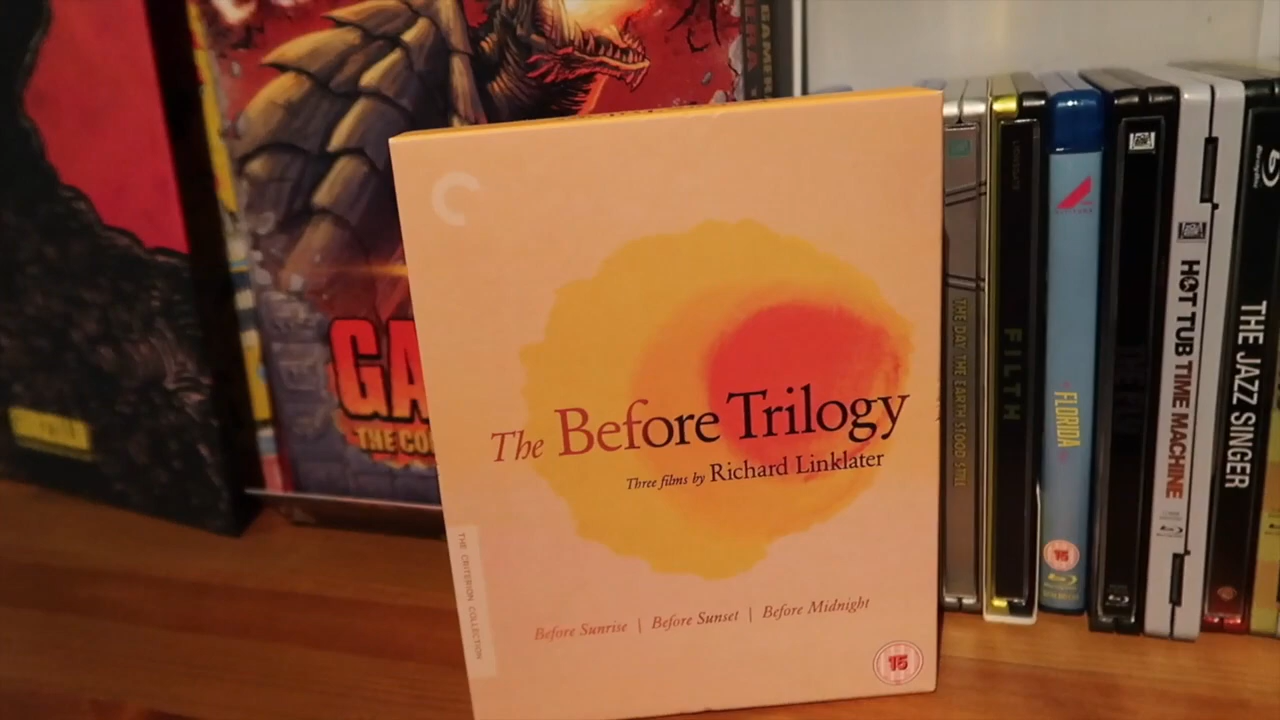 GA
THE CO
The Before Trilogy
Three films by Richard Linklater
THE CRITERION COLLECTION
Before Sunrise | Before Sunset | Before Midnight
15
THE DAY THE EARTH STOOD STILL
FILTH
FLORIDA
15
HOT TUB TIME MACHINE
THE JAZZ SINGER